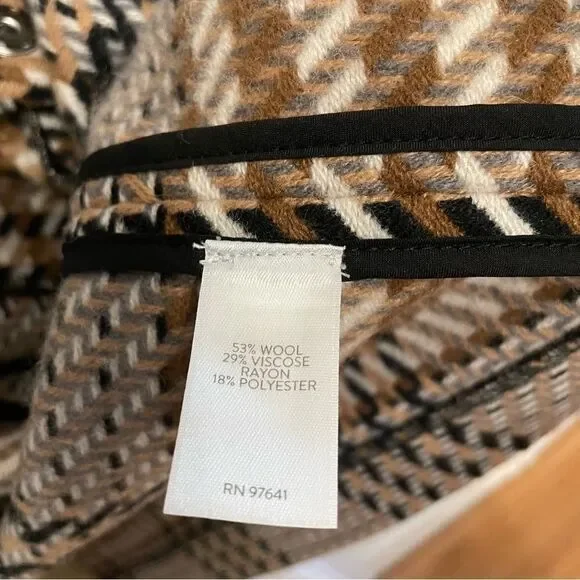 53% WOOL
29% VISCOSE
RAYON
18% POLYESTER
RN 97641